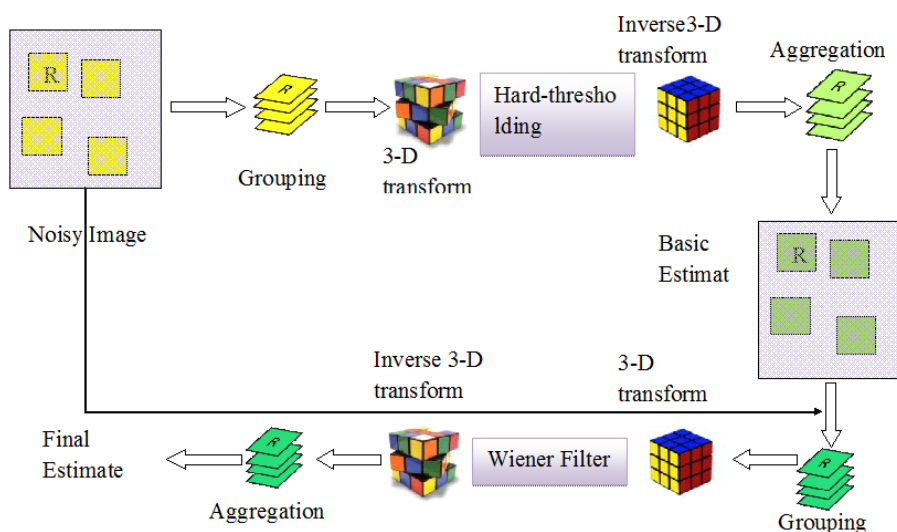 Inverse3-D
transform
Aggregation
R
R
R
Hard-thresho
lding
3-D
transform
Grouping
Noisy Image
Basic
Estimat
R
Inverse 3-D
transform
3-D
transform
Final
Estimate
R
Wiener Filter
R
Aggregation
Grouping